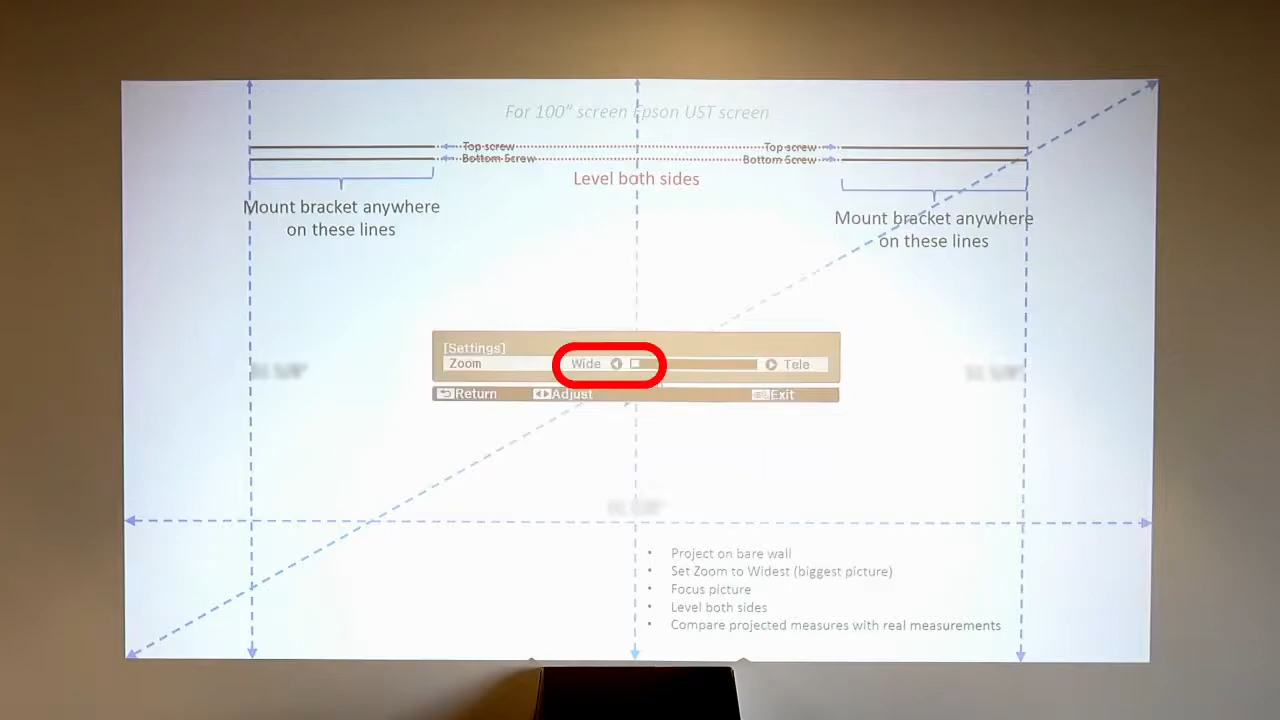 For 100" screen Epson UST screen
Top screw
Top screw
Bottom Screw
Bottom Screw
Level both sides
Mount bracket anywhere
on these lines
Mount bracket anywhere
on these lines
[Settings]
Zoom Wide Tele
Return Adjust Exit
• Project on bare wall
• Set Zoom to Widest (biggest picture)
• Focus picture
• Level both sides
• Compare projected measures with real measurements